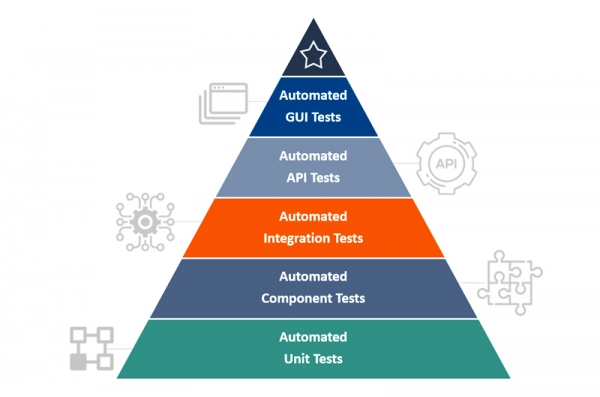 Automated
GUI Tests
Automated
API Tests
API
Automated
Integration Tests
Automated
Component Tests
Automated
Unit Tests